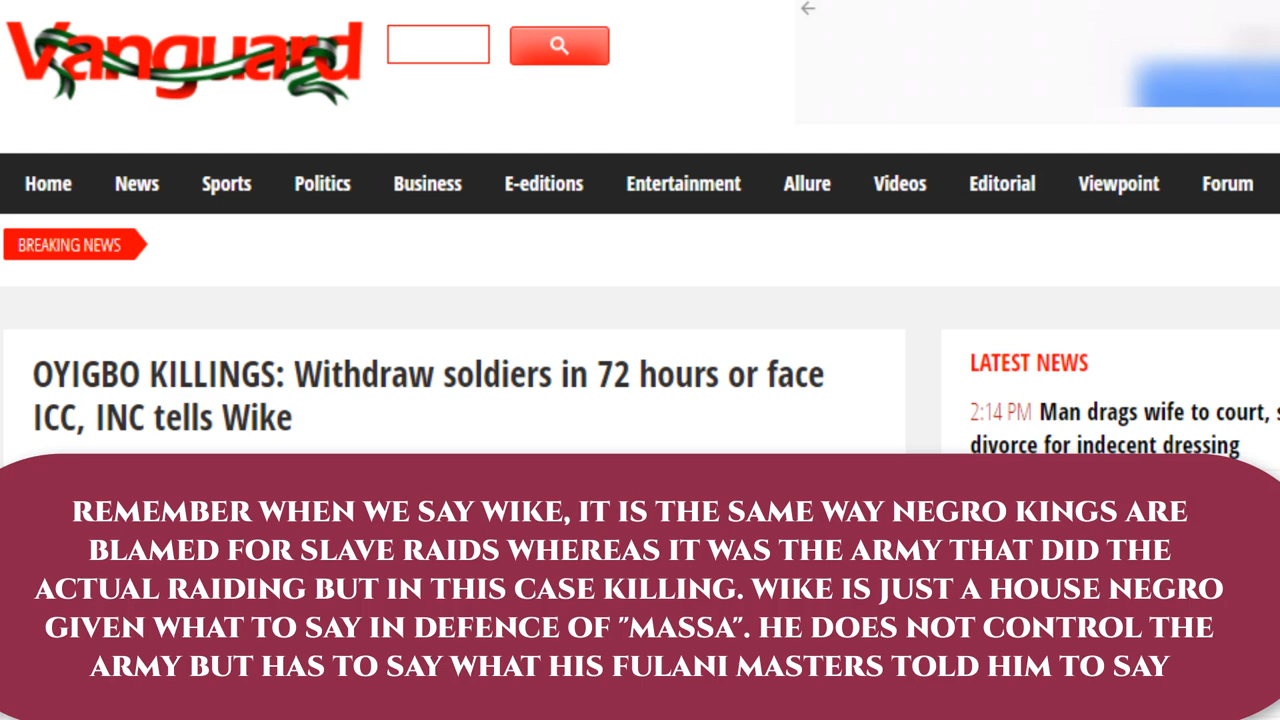 Vanguard
Home News Sports Politics Business E-editions Entertainment Allure Videos Editorial Viewpoint Forum
BREAKING NEWS
OYIGBO KILLINGS: Withdraw soldiers in 72 hours or face
ICC, INC tells Wike
LATEST NEWS
2:14 PM Man drags wife to court, s
divorce for indecent dressing
REMEMBER WHEN WE SAY WIKE, IT IS THE SAME WAY NEGRO KINGS ARE
BLAMED FOR SLAVE RAIDS WHEREAS IT WAS THE ARMY THAT DID THE
ACTUAL RAIDING BUT IN THIS CASE KILLING. WIKE IS JUST A HOUSE NEGRO
GIVEN WHAT TO SAY IN DEFENCE OF "MASSA". HE DOES NOT CONTROL THE
ARMY BUT HAS TO SAY WHAT HIS FULANI MASTERS TOLD HIM TO SAY